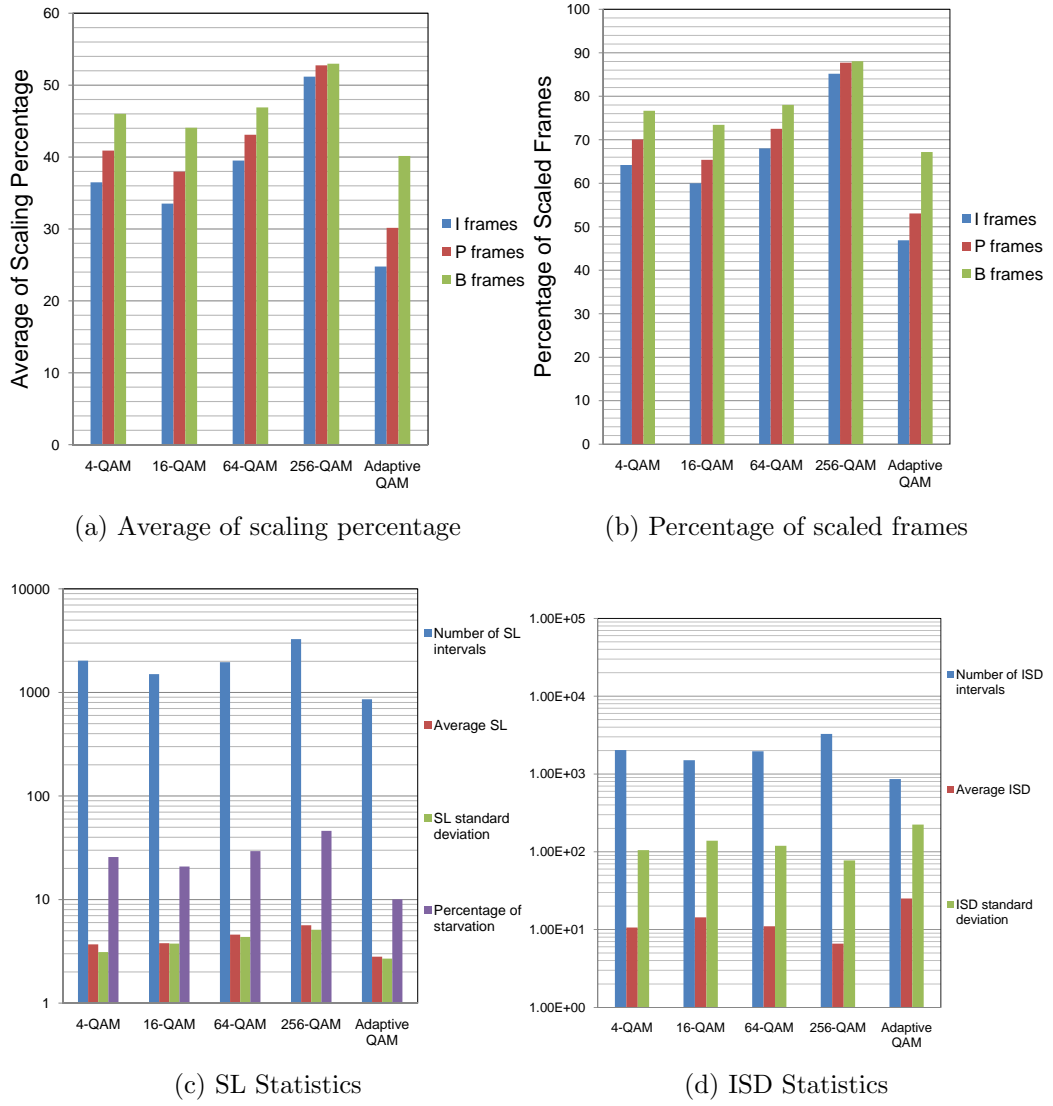 60
50
40
30
20
10
0
Average of Scaling Percentage
4-QAM 16-QAM 64-QAM 256-QAM Adaptive
QAM
I frames
P frames
B frames
(a) Average of scaling percentage
100
90
80
70
60
50
40
30
20
10
0
Percentage of Scaled Frames
4-QAM 16-QAM 64-QAM 256-QAM Adaptive
QAM
I frames
P frames
B frames
(b) Percentage of scaled frames
10000
1000
100
10
1
4-QAM 16-QAM 64-QAM 256-QAM Adaptive
QAM
Number of SL
intervals
Average SL
SL standard
deviation
Percentage of
starvation
(c) SL Statistics
1.00E+05
1.00E+04
1.00E+03
1.00E+02
1.00E+01
1.00E+00
4-QAM 16-QAM 64-QAM 256-QAM Adaptive
QAM
Number of ISD
intervals
Average ISD
ISD standard
deviation
(d) ISD Statistics